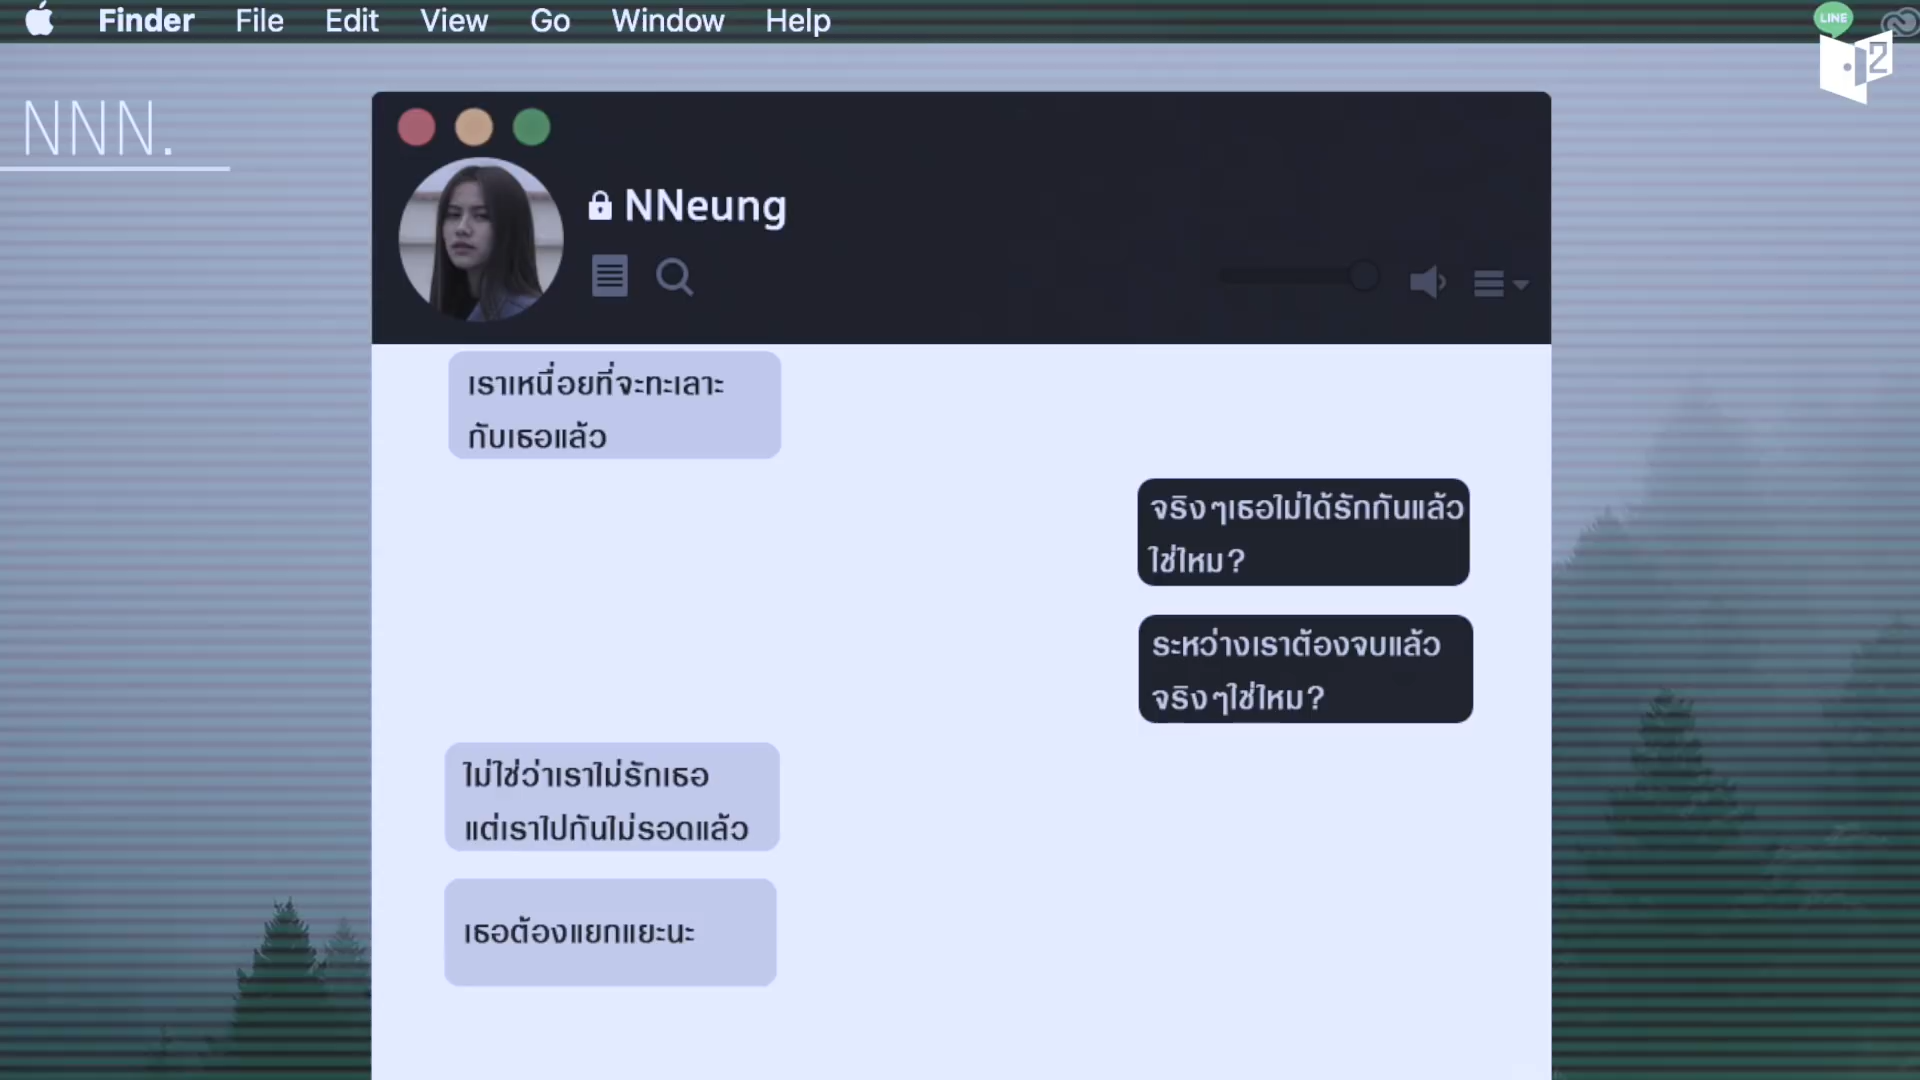 Finder File Edit View Go Window Help
LINE
2
NNN.
NNeung
เราเหนื่อยที่จะทะเลาะ
กับเธอแล้ว
จริงๆเธอไม่ได้รักกันแล้ว
ใช่ไหม?
ระหว่างเราต้องจบแล้ว
จริงๆใช่ไหม?
ไม่ใช่ว่าเราไม่รักเธอ
แต่เราไปกันไม่รอดแล้ว
เธอต้องแยกแยะนะ